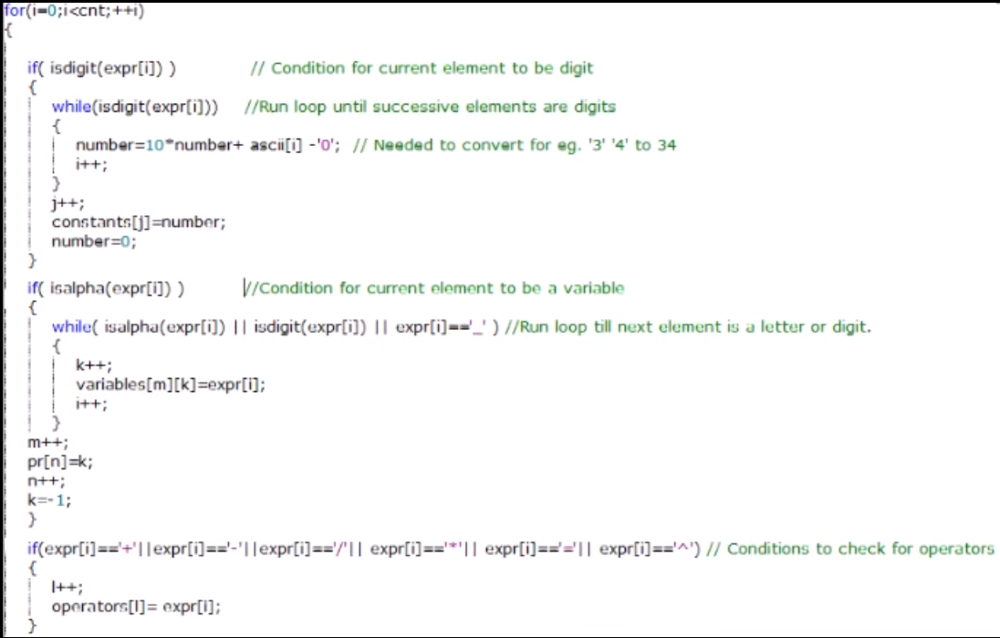 for(i=0;i<cnt;++i)
{
if( isdigit(expr[i]) ) // Condition for current element to be digit
{
while(isdigit(expr[i])) //Run loop until successive elements are digits
{
number=10*number+ ascii[i] -'0'; // Needed to convert for eg. '3' '4' to 34
i++;
}
j++;
constants[j]=number;
number=0;
}
if( isalpha(expr[i]) ) //Condition for current element to be a variable
{
while( isalpha(expr[i]) || isdigit(expr[i]) || expr[i]=='_' ) //Run loop till next element is a letter or digit.
{
k++;
variables[m][k]=expr[i];
i++;
}
m++;
pr[n]=k;
n++;
k=-1;
}
if(expr[i]=='+'||expr[i]=='-'||expr[i]=='/'|| expr[i]=='*'|| expr[i]=='='|| expr[i]=='^') // Conditions to check for operators
{
l++;
operators[l]= expr[i];
}